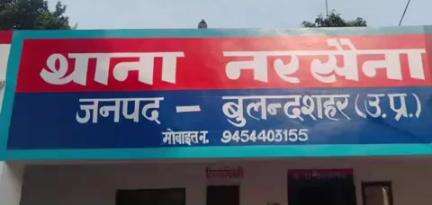 थाना नरसैना
जनपद - बुलन्दशहर (उ.प्र.)
मोबाइल न. 9454403155